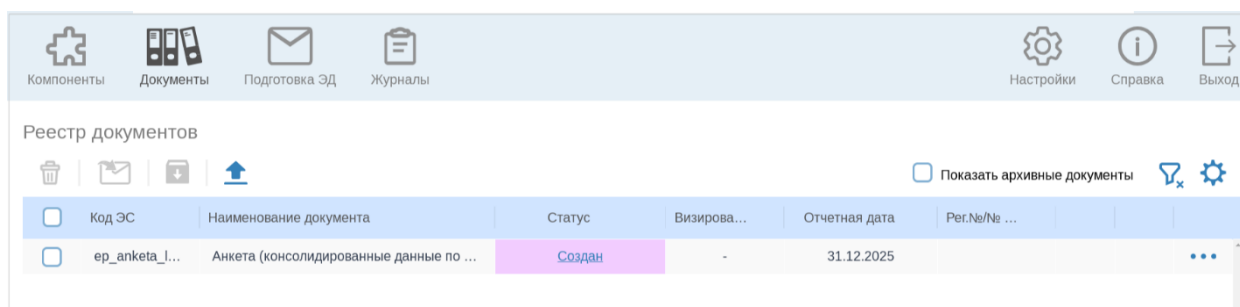 Компоненты Документы Подготовка ЭД Журналы Настройки Справка Выход
Реестр документов
Показать архивные документы
Код ЭС Наименование документа Статус Визирова... Отчетная дата Рег.№/№ ...
ep_anketa_l... Анкета (консолидированные данные по ... Создан - 31.12.2025